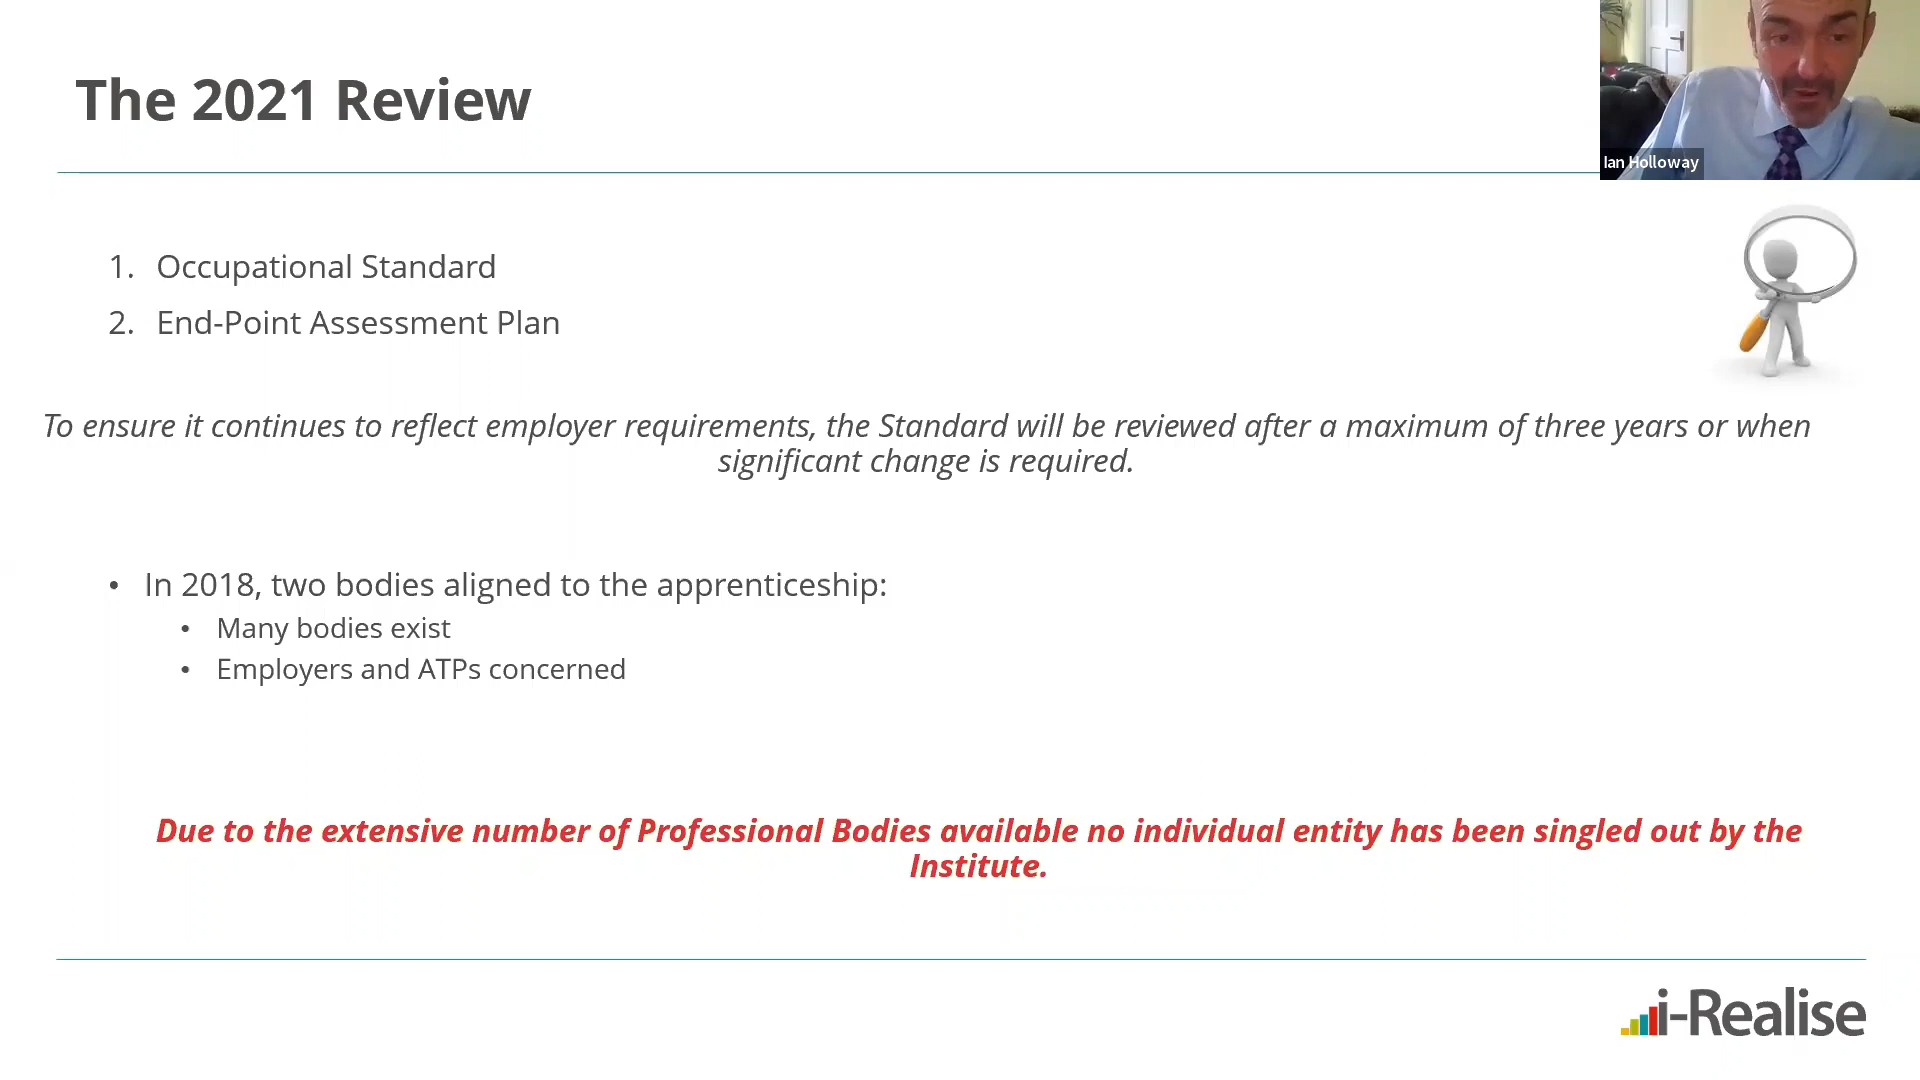 The 2021 Review
Ian Holloway
1. Occupational Standard
2. End-Point Assessment Plan
To ensure it continues to reflect employer requirements, the Standard will be reviewed after a maximum of three years or when
significant change is required.
• In 2018, two bodies aligned to the apprenticeship:
• Many bodies exist
• Employers and ATPs concerned
Due to the extensive number of Professional Bodies available no individual entity has been singled out by the
Institute.
i-Realise